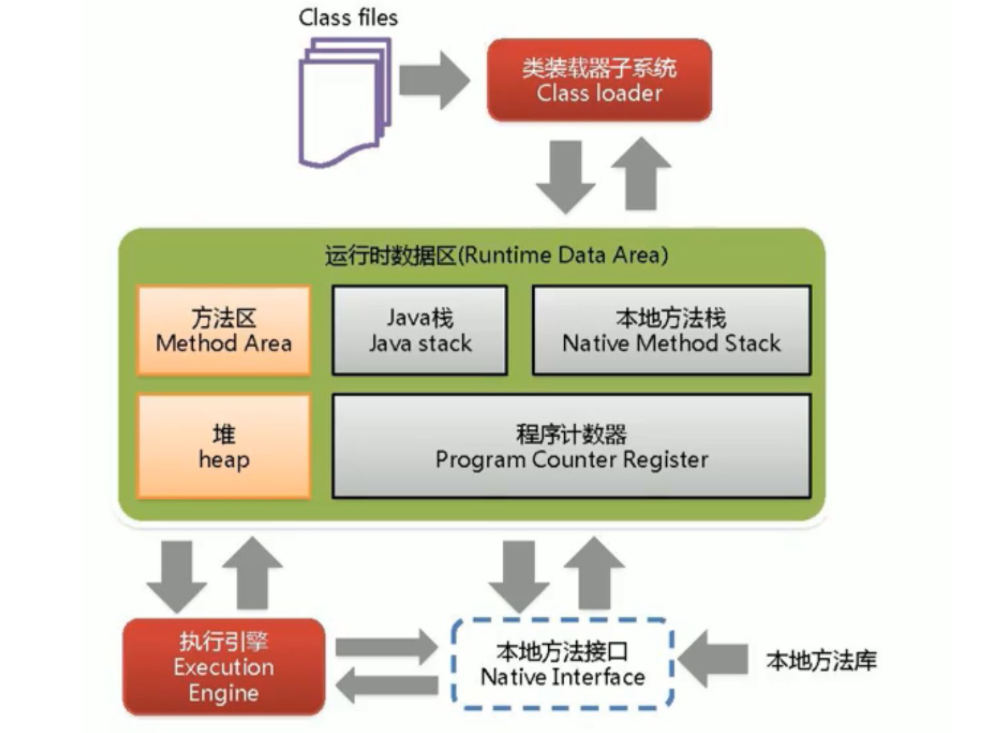 Class files
类装载器子系统
Class loader
运行时数据区(Runtime Data Area)
方法区
Method Area
Java栈
Java stack
本地方法栈
Native Method Stack
堆
heap
程序计数器
Program Counter Register
执行引擎
Execution
Engine
本地方法接口
Native Interface
本地方法库